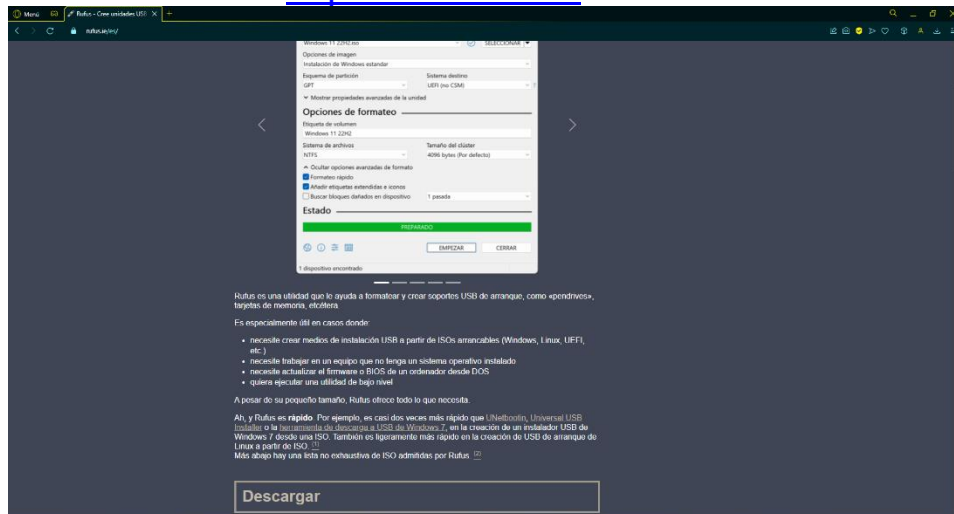 Menú
Rufus - Cree unidades USB
rufus.ie/es/
Windows 11 22H2.iso
SELECCIONAR
Opciones de imagen
Instalación de Windows estandar
Esquema de partición
Sistema destino
GPT
UEFI (no CSM)
Mostrar propiedades avanzadas de la unidad
Opciones de formateo
Etiqueta de volumen
Windows 11 22H2
Sistema de archivos
Tamaño del clúster
NTFS
4096 bytes (Por defecto)
Ocultar opciones avanzadas de formato
Formateo rápido
Añadir etiquetas extendidas e iconos
Buscar bloques dañados en dispositivo
1 pasada
Estado
PREPARADO
EMPEZAR
CERRAR
1 dispositivo encontrado
Rufus es una utilidad que le ayuda a formatear y crear soportes USB de arranque, como «pendrives»,
tarjetas de memoria, etcétera.
Es especialmente útil en casos donde:
• necesite crear medios de instalación USB a partir de ISOs arrancables (Windows, Linux, UEFI,
etc.)
• necesite trabajar en un equipo que no tenga un sistema operativo instalado
• necesite actualizar el firmware o BIOS de un ordenador desde DOS
• quiera ejecutar una utilidad de bajo nivel
A pesar de su pequeño tamaño, Rufus ofrece todo lo que necesita.
Ah, y Rufus es rápido. Por ejemplo, es casi dos veces más rápido que UNetbootin, Universal USB
Installer o la herramienta de descarga a USB de Windows 7, en la creación de un instalador USB de
Windows 7 desde una ISO. También es ligeramente más rápido en la creación de USB de arranque de
Linux a partir de ISO. (1)
Más abajo hay una lista no exhaustiva de ISO admitidas por Rufus. (2)
Descargar